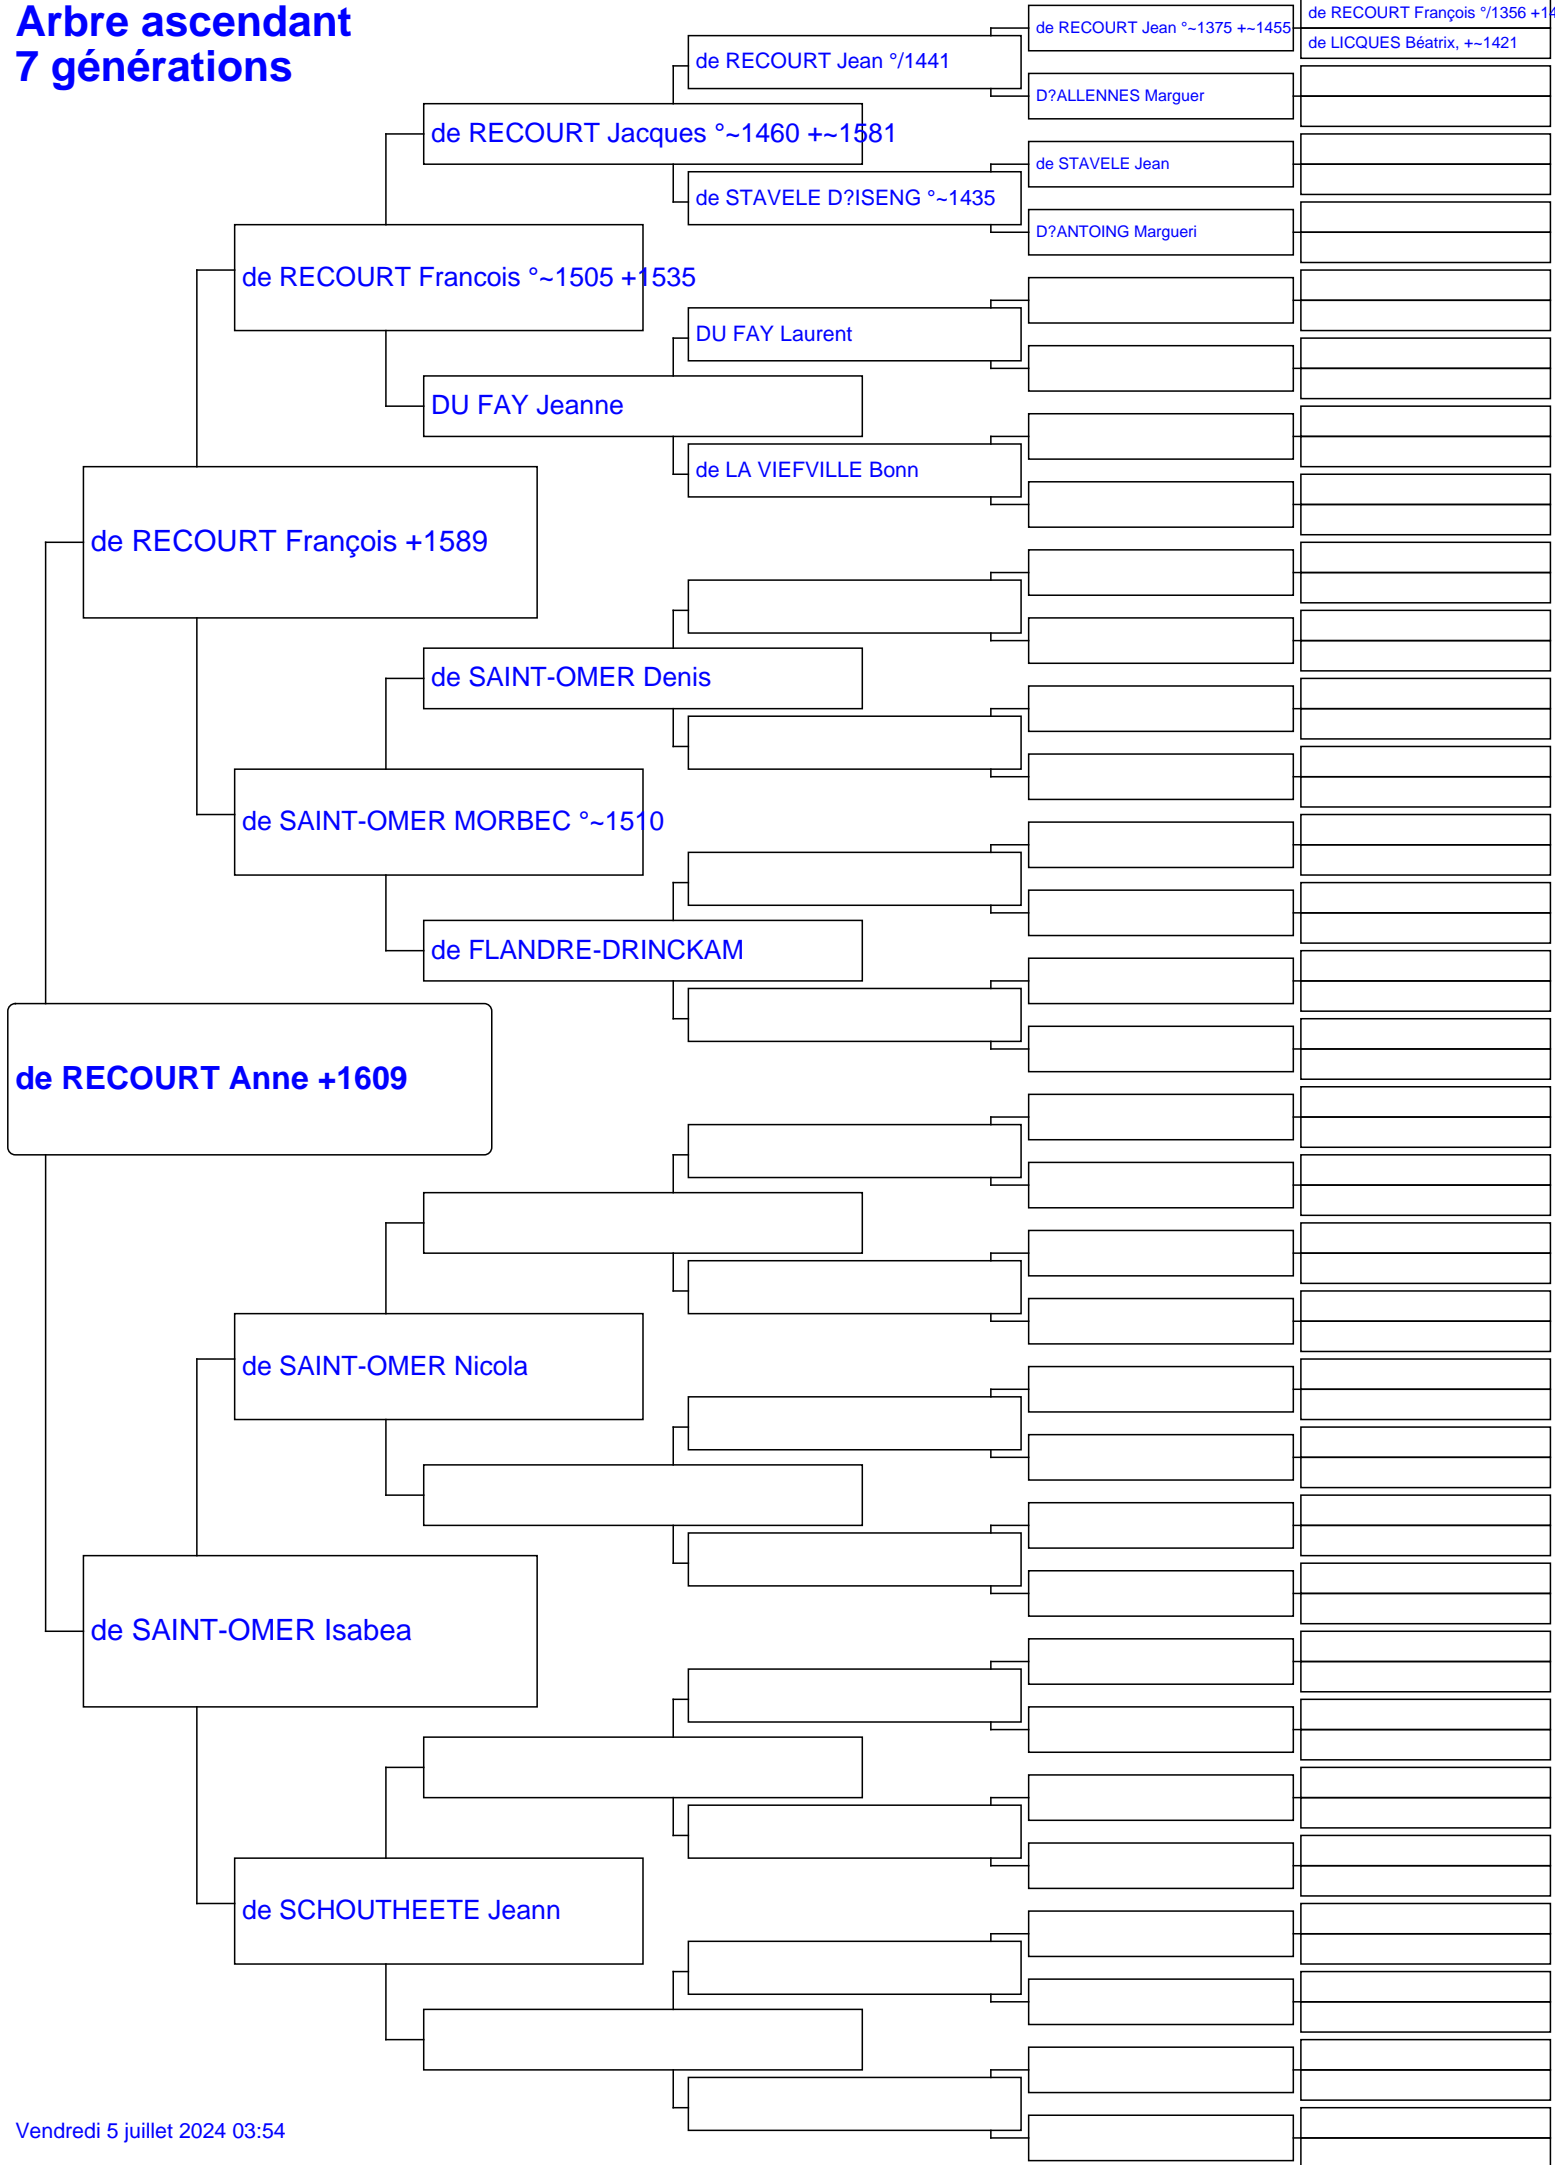 Arbre ascendant
7 générations
de RECOURT François °/1356 +14
de RECOURT Jean °~1375 +~1455
de LICQUES Béatrix, +~1421
de RECOURT Jean °/1441
D?ALLENNES Marguer
de RECOURT Jacques °~1460 +~1581
de STAVELE Jean
de STAVELE D?ISENG °~1435
D?ANTOING Margueri
de RECOURT Francois °~1505 +1535
DU FAY Laurent
DU FAY Jeanne
de LA VIEFVILLE Bonn
de RECOURT François +1589
de SAINT-OMER Denis
de SAINT-OMER MORBEC °~1510
de FLANDRE-DRINCKAM
de RECOURT Anne +1609
de SAINT-OMER Nicola
de SAINT-OMER Isabea
de SCHOUTHEETE Jeann
Vendredi 5 juillet 2024 03:54